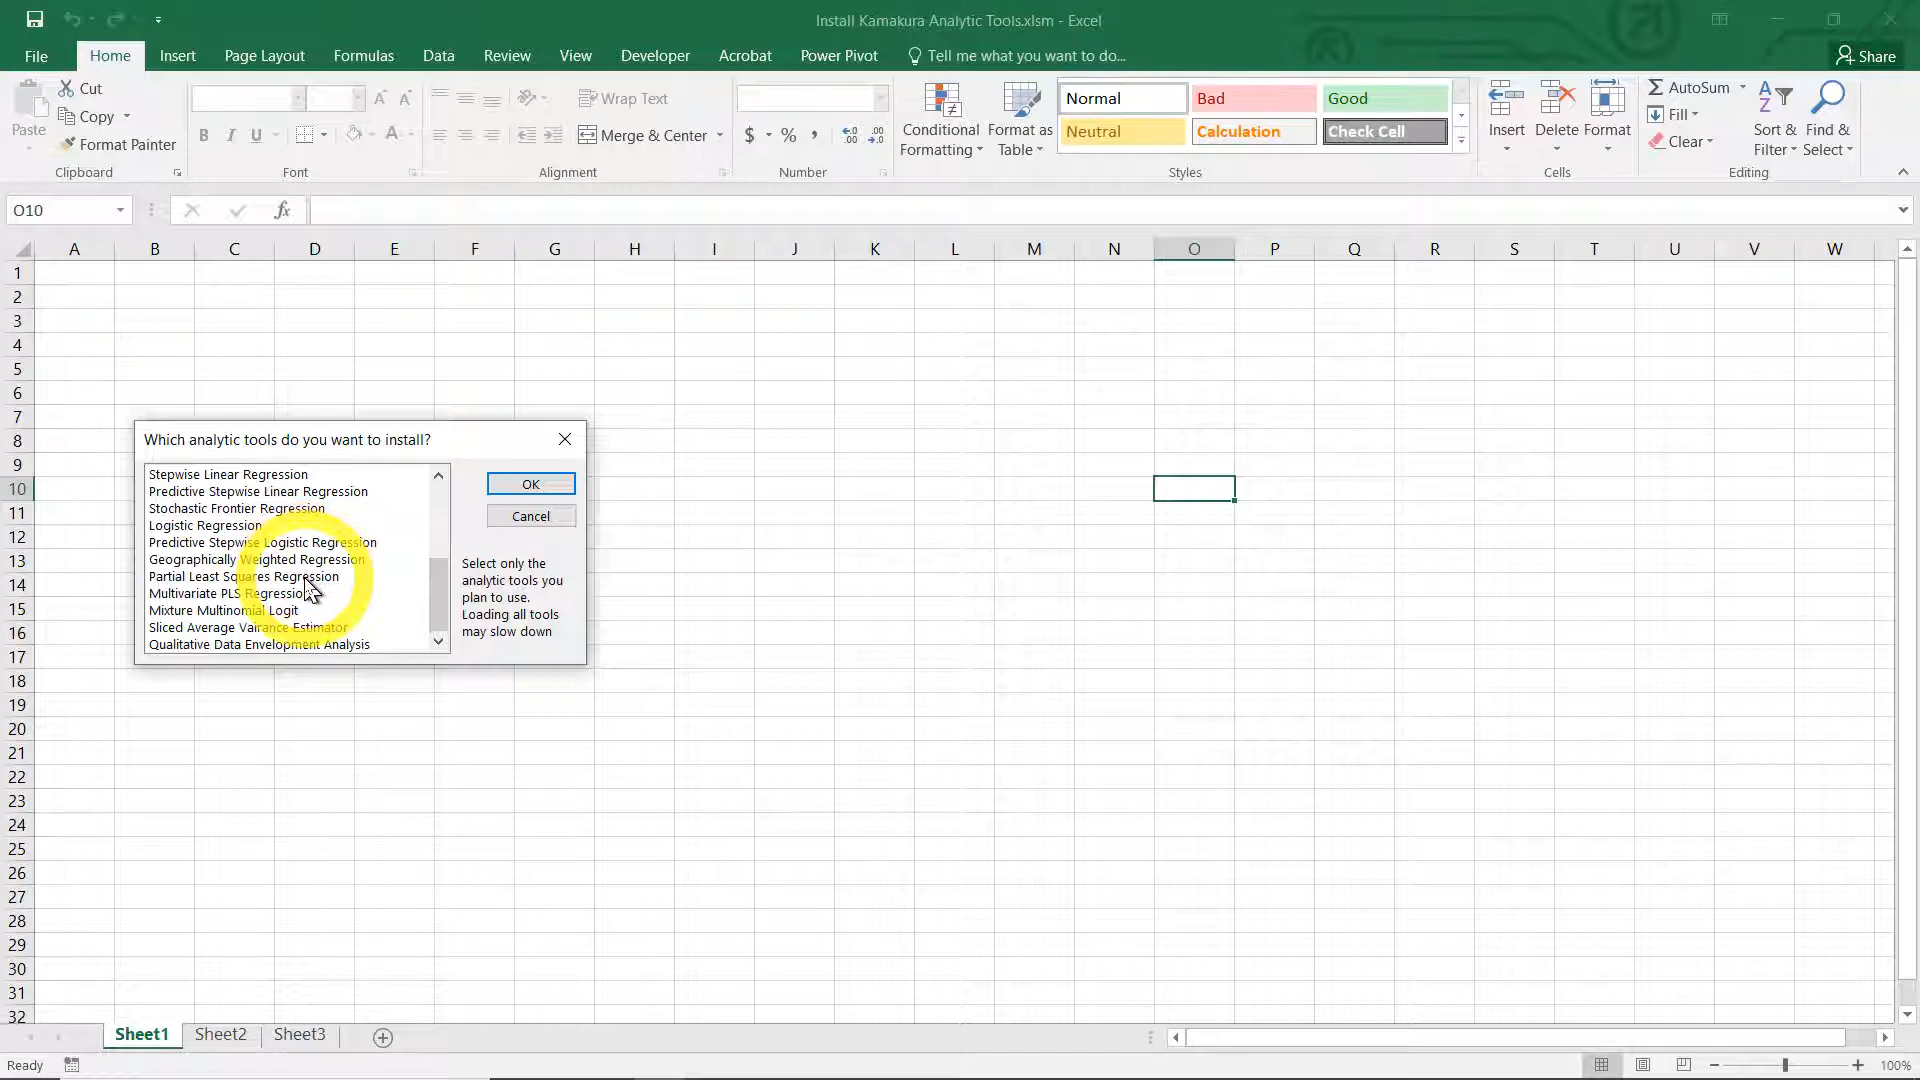 Install Kamakura Analytic Tools.xlsm - Excel
File Home Insert Page Layout Formulas Data Review View Developer Acrobat Power Pivot Tell me what you want to do... Share
Paste
Cut
Copy
Format Painter
Clipboard
B I U
Font
Wrap Text
Merge & Center
Alignment
$ % ,
Number
Conditional Formatting
Format as Table
Normal Bad Good
Neutral Calculation Check Cell
Styles
Insert Delete Format
Cells
AutoSum
Fill
Clear
Sort & Filter
Find & Select
Editing
O10
fx
A B C D E F G H I J K L M N O P Q R S T U V W
1
2
3
4
5
6
7
8
9
10
11
12
13
14
15
16
17
18
19
20
21
22
23
24
25
26
27
28
29
30
31
32
Which analytic tools do you want to install?
Stepwise Linear Regression
Predictive Stepwise Linear Regression
Stochastic Frontier Regression
Logistic Regression
Predictive Stepwise Logistic Regression
Geographically Weighted Regression
Partial Least Squares Regression
Multivariate PLS Regression
Mixture Multinomial Logit
Sliced Average Vairance Estimator
Qualitative Data Envelopment Analysis
OK
Cancel
Select only the
analytic tools you
plan to use.
Loading all tools
may slow down
Sheet1 Sheet2 Sheet3
Ready
100%